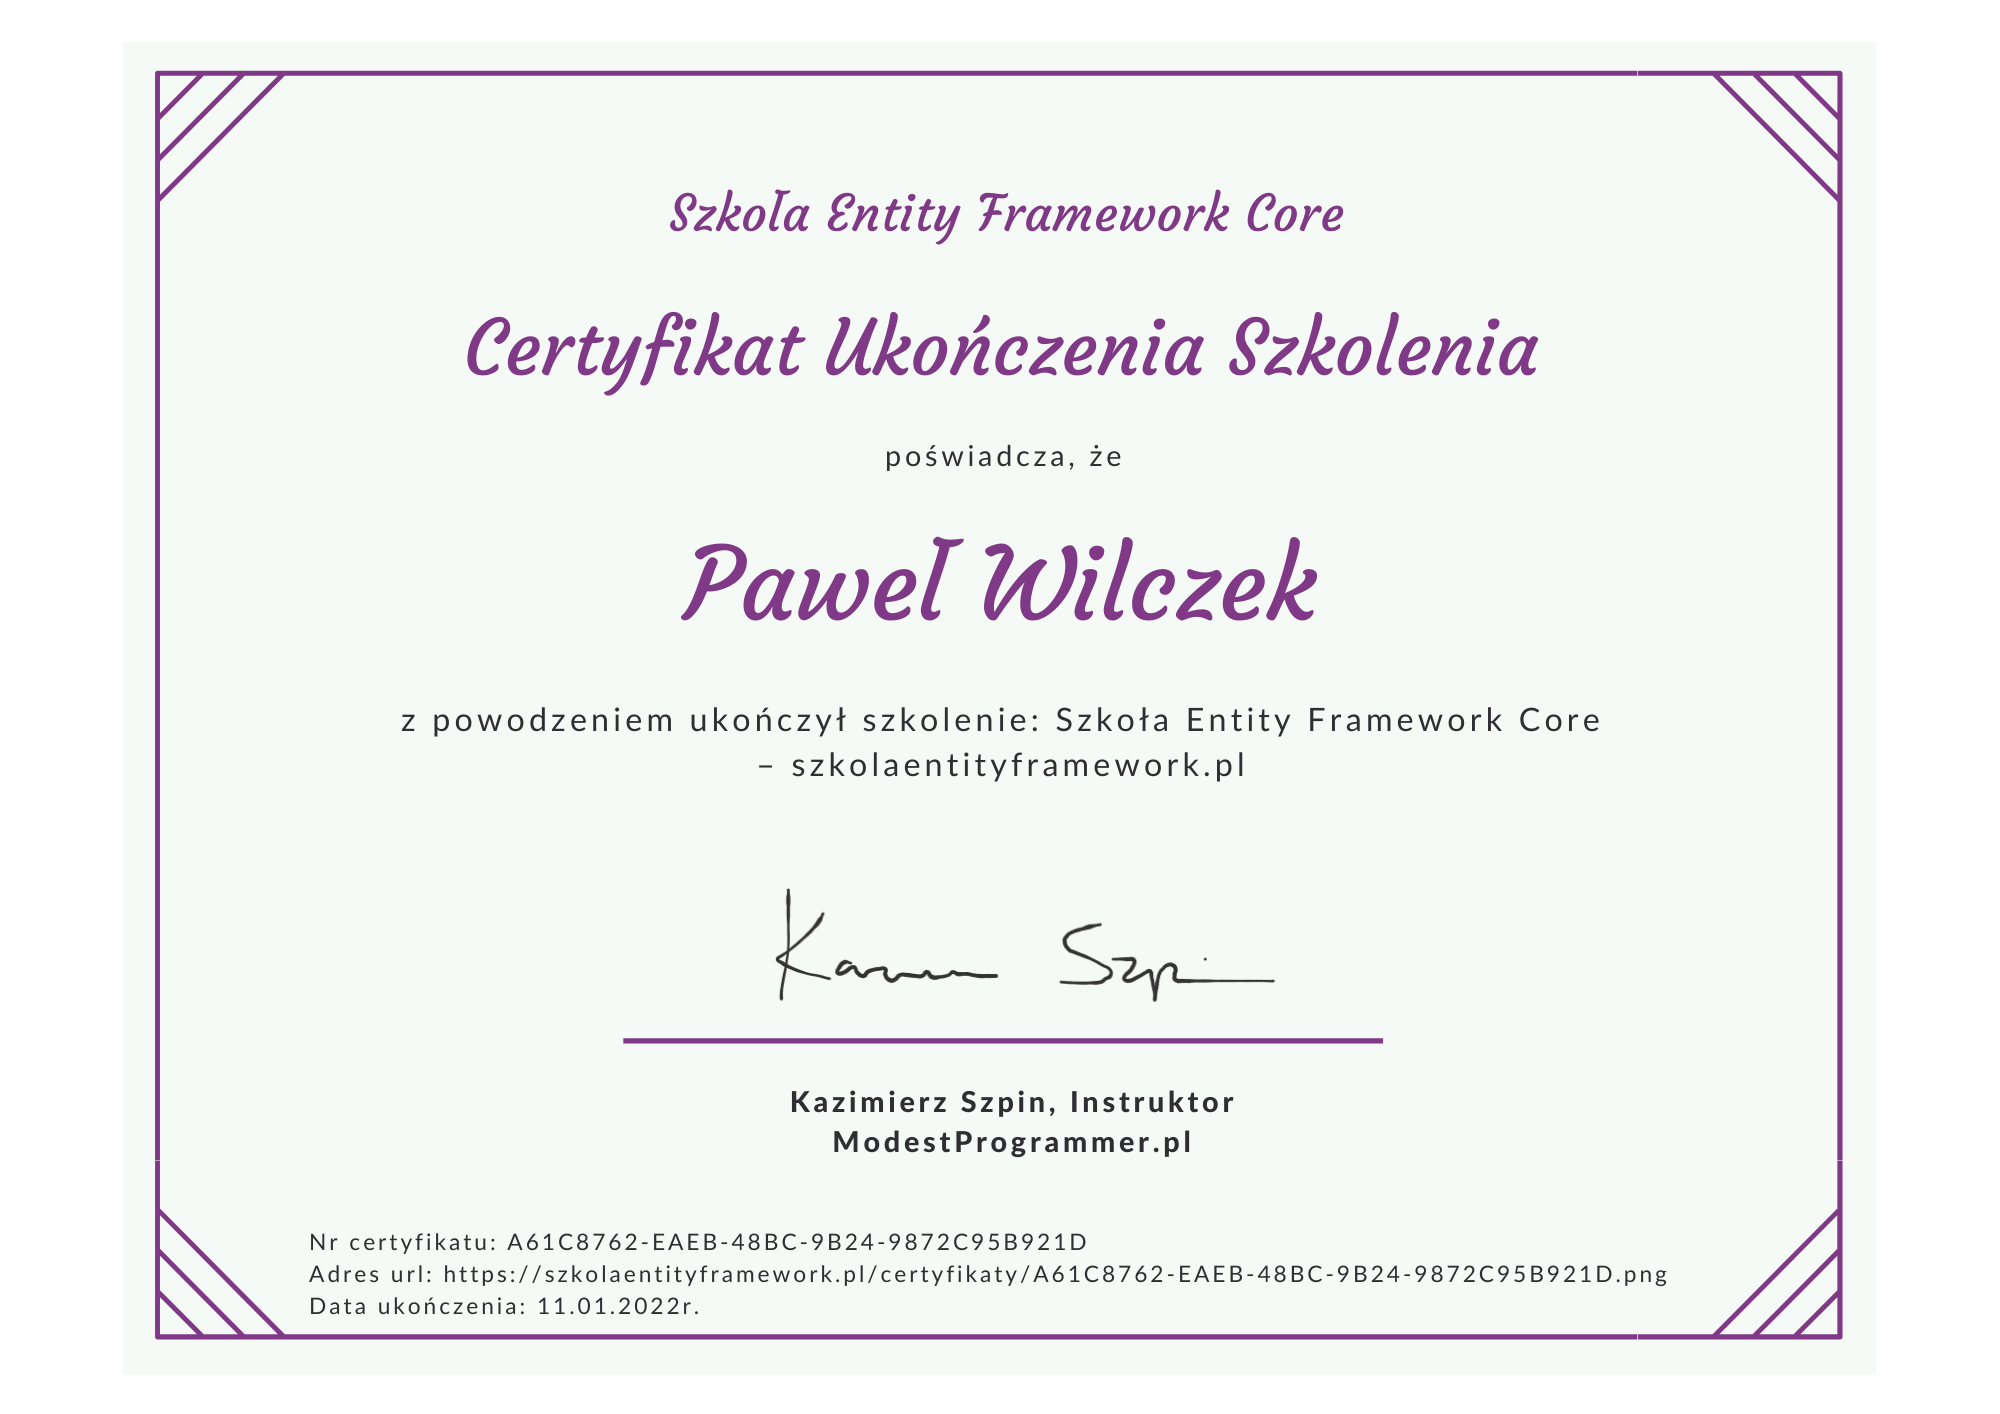 Szkoła Entity Framework Core
Certyfikat Ukończenia Szkolenia
poświadcza, że
Paweł Wilczek
z powodzeniem ukończył szkolenie: Szkoła Entity Framework Core
– szkolaentityframework.pl
Kazimierz Szpin, Instruktor
ModestProgrammer.pl
Nr certyfikatu: A61C8762-EAEB-48BC-9B24-9872C95B921D
Adres url: https://szkolaentityframework.pl/certyfikaty/A61C8762-EAEB-48BC-9B24-9872C95B921D.png
Data ukończenia: 11.01.2022r.